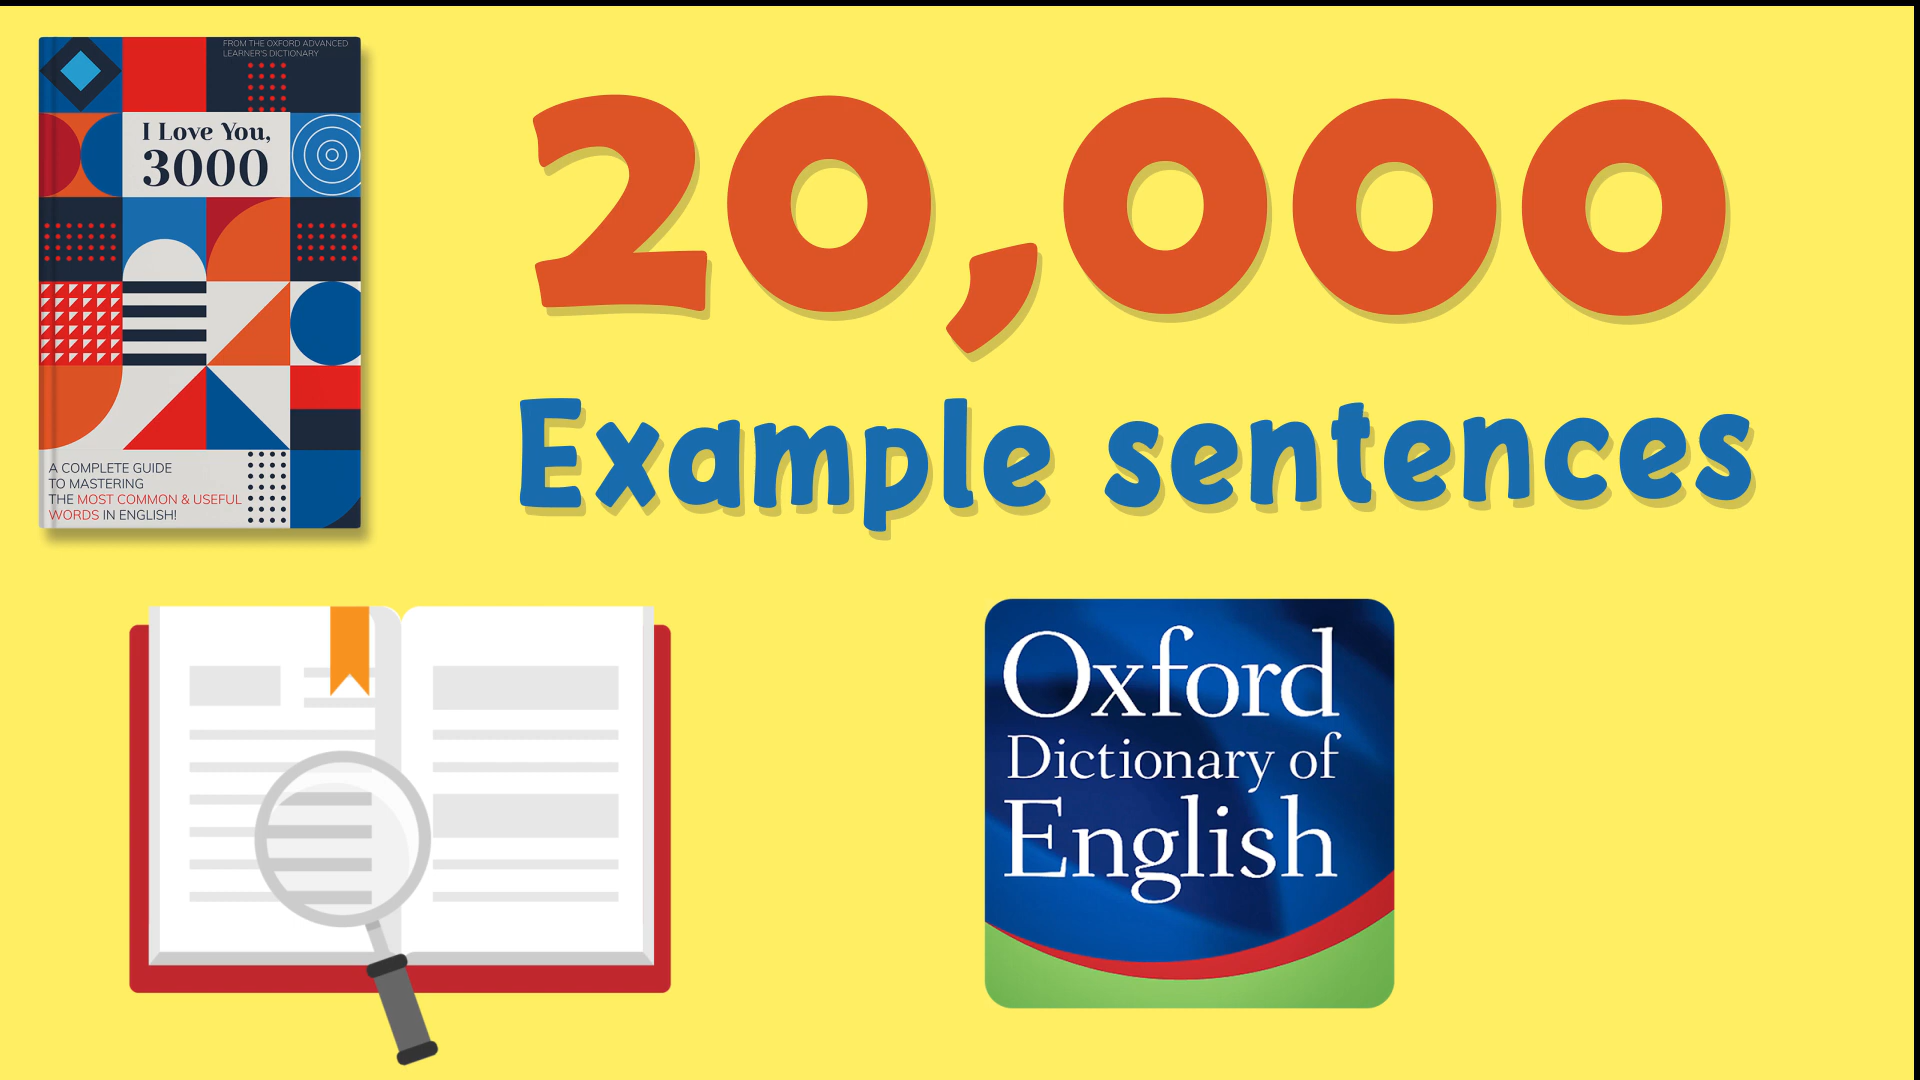 FROM THE OXFORD ADVANCED
LEARNER'S DICTIONARY
I Love You,
3000
A COMPLETE GUIDE
TO MASTERING
THE MOST COMMON & USEFUL
WORDS IN ENGLISH!
20,000
Example sentences
Oxford
Dictionary of
English